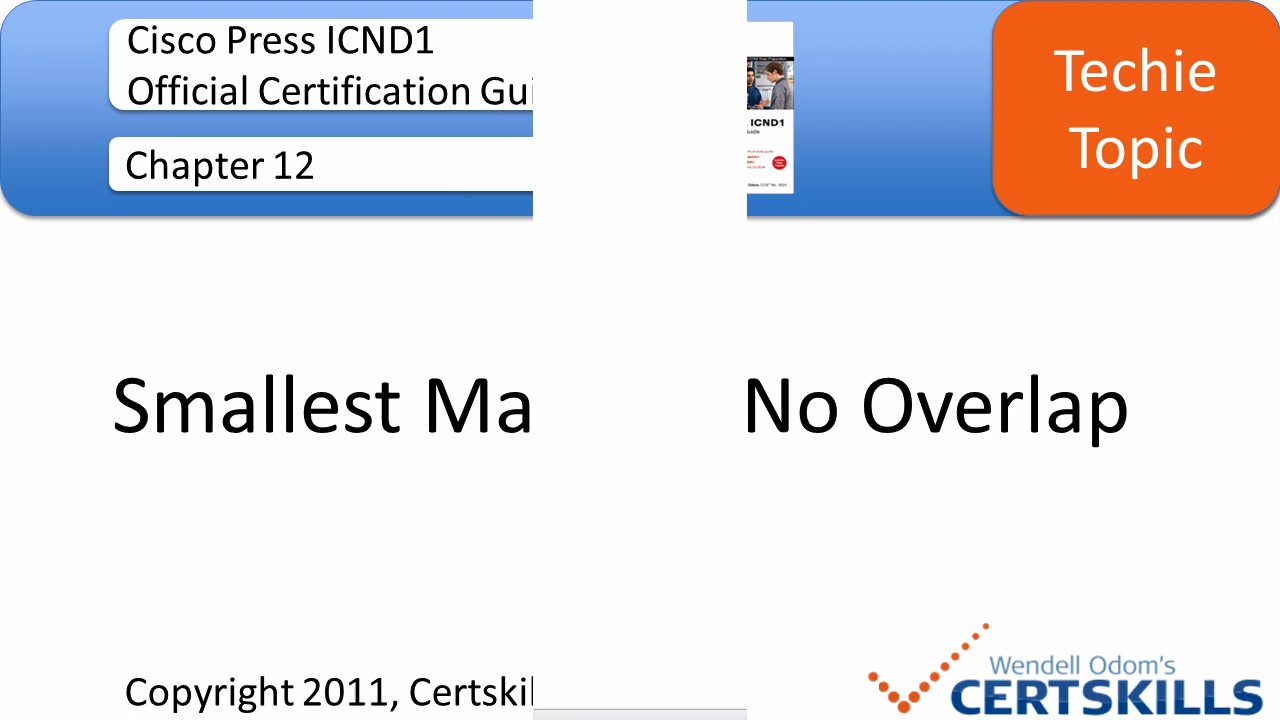 Cisco Press ICND1
Official Certification Gui
Chapter 12
ICND1
Techie
Topic
Smallest Ma No Overlap
Copyright 2011, Certskil
Wendell Odom's
CERTSKILLS